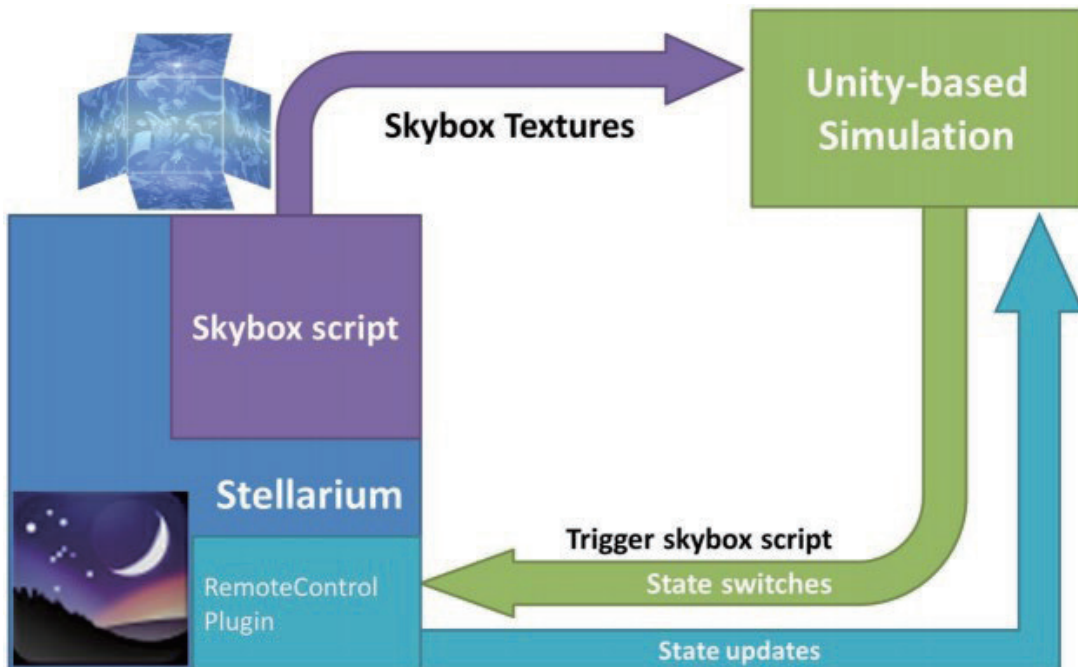 Unity-based
Simulation
Skybox Textures
Skybox script
Stellarium
Trigger skybox script
RemoteControl
Plugin
State switches
State updates